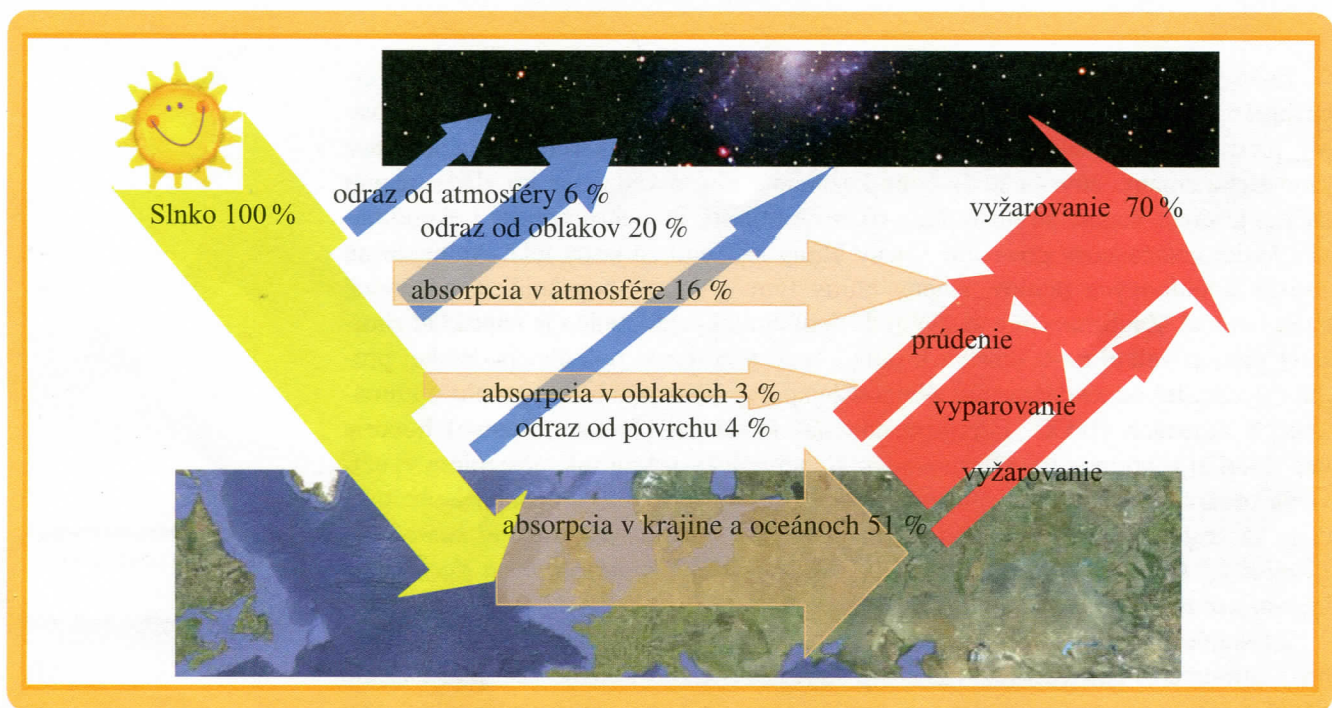 Slnko 100 %
odraz od atmosféry 6 %
odraz od oblakov 20 %
vyžarovanie 70 %
absorpcia v atmosfére 16 %
prúdenie
absorpcia v oblakoch 3 %
vyparovanie
odraz od povrchu 4 %
vyžarovanie
absorpcia v krajine a oceánoch 51 %